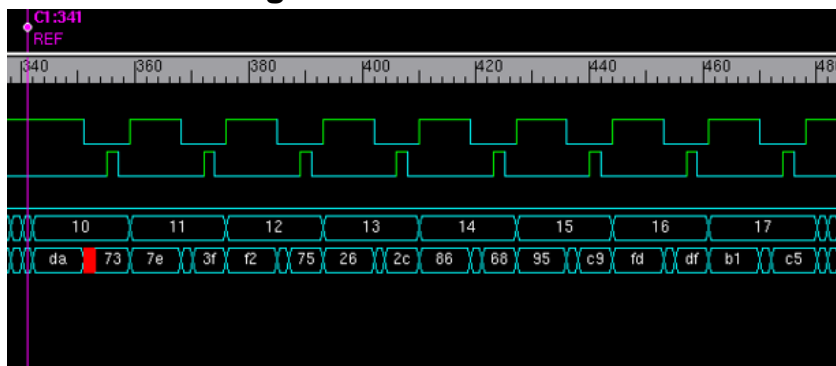 C1:341
REF
340 360 380 400 420 440 460 48
10 11 12 13 14 15 16 17
da 73 7e 3f f2 75 26 2c 86 68 95 c9 fd df b1 c5